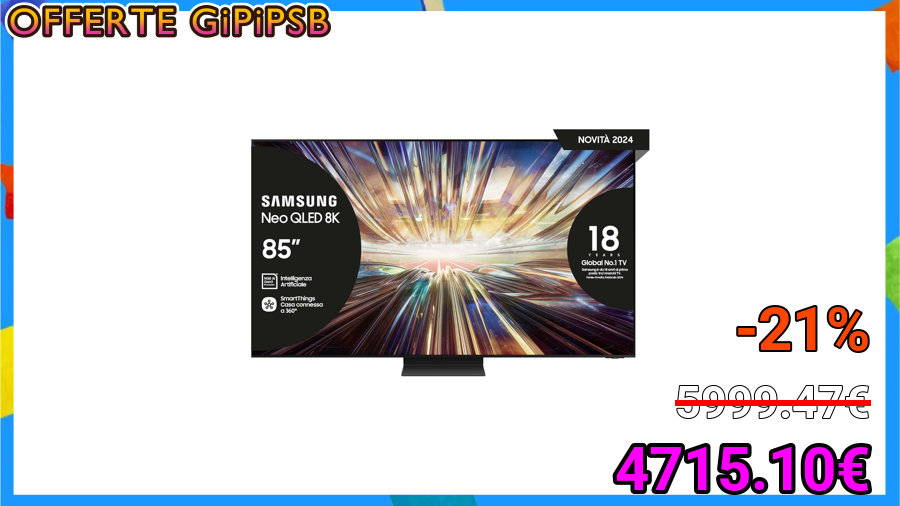 OFFERTE GiPiPSB
NOVITÀ 2024
SAMSUNG
Neo QLED 8K
85”
Intelligenza
Artificiale
SmartThings
Casa connessa
a 360°
18
YEARS
Global No.1 TV
-21%
5999.47€
4715.10€